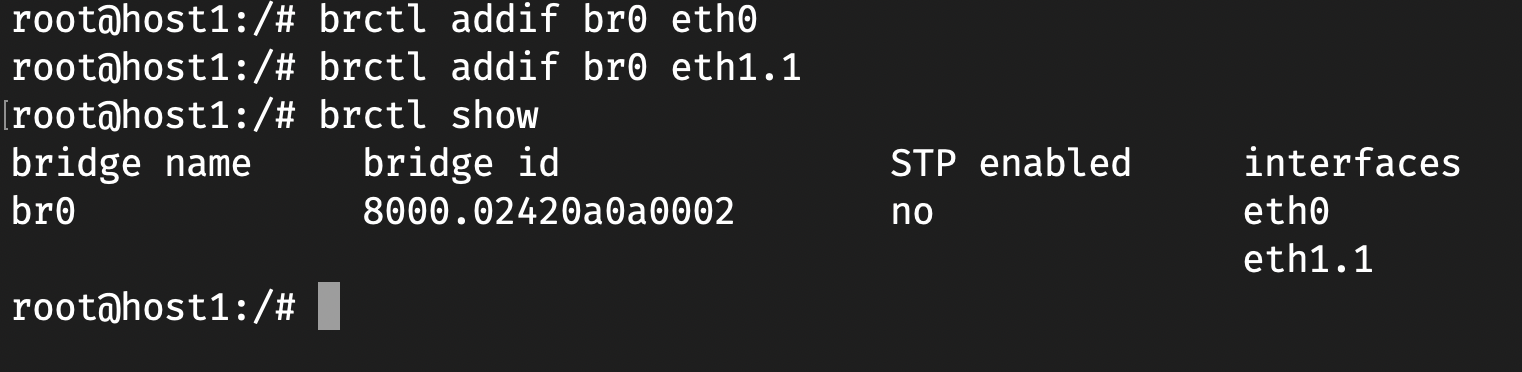 root@host1:/# brctl addif br0 eth0
root@host1:/# brctl addif br0 eth1.1
[root@host1:/# brctl show
bridge name bridge id STP enabled interfaces
br0 8000.02420a0a0002 no eth0
eth1.1
root@host1:/#